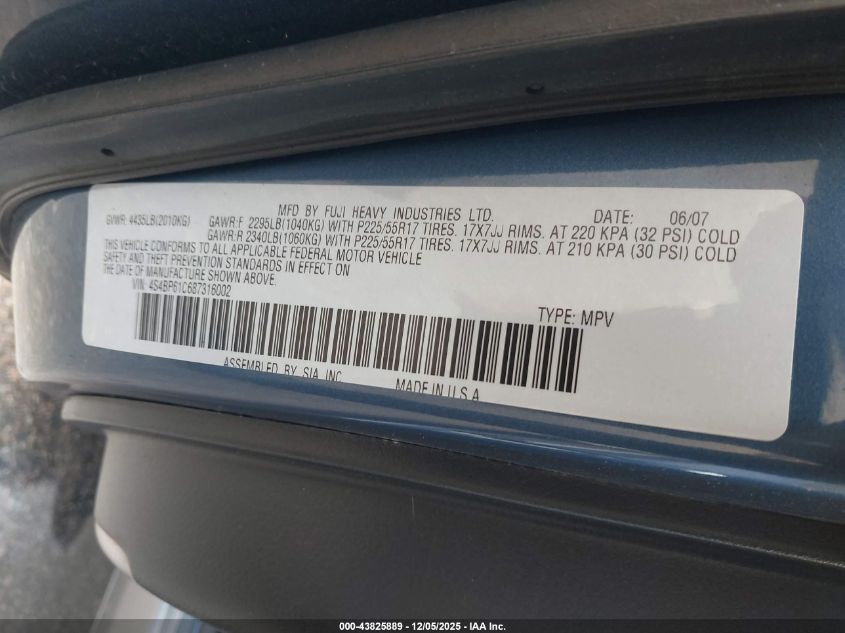 MFD BY FUJI HEAVY INDUSTRIES LTD. DATE: 06/07
GVWR: 4435LB(2010KG) GAWR:F 2295LB(1040KG) WITH P225/55R17 TIRES. 17X7JJ RIMS. AT 220 KPA (32 PSI) COLD
GAWR:R 2340LB(1060KG) WITH P225/55R17 TIRES. 17X7JJ RIMS. AT 210 KPA (30 PSI) COLD
THIS VEHICLE CONFORMS TO ALL APPLICABLE FEDERAL MOTOR VEHICLE
SAFETY AND THEFT PREVENTION STANDARDS IN EFFECT ON
THE DATE OF MANUFACTURE SHOWN ABOVE.
VIN: 4S4BP61C687318002 TYPE: MPV
ASSEMBLED BY SIA, INC. MADE IN U.S.A
000-43825889 - 12/05/2025 - IAA Inc.